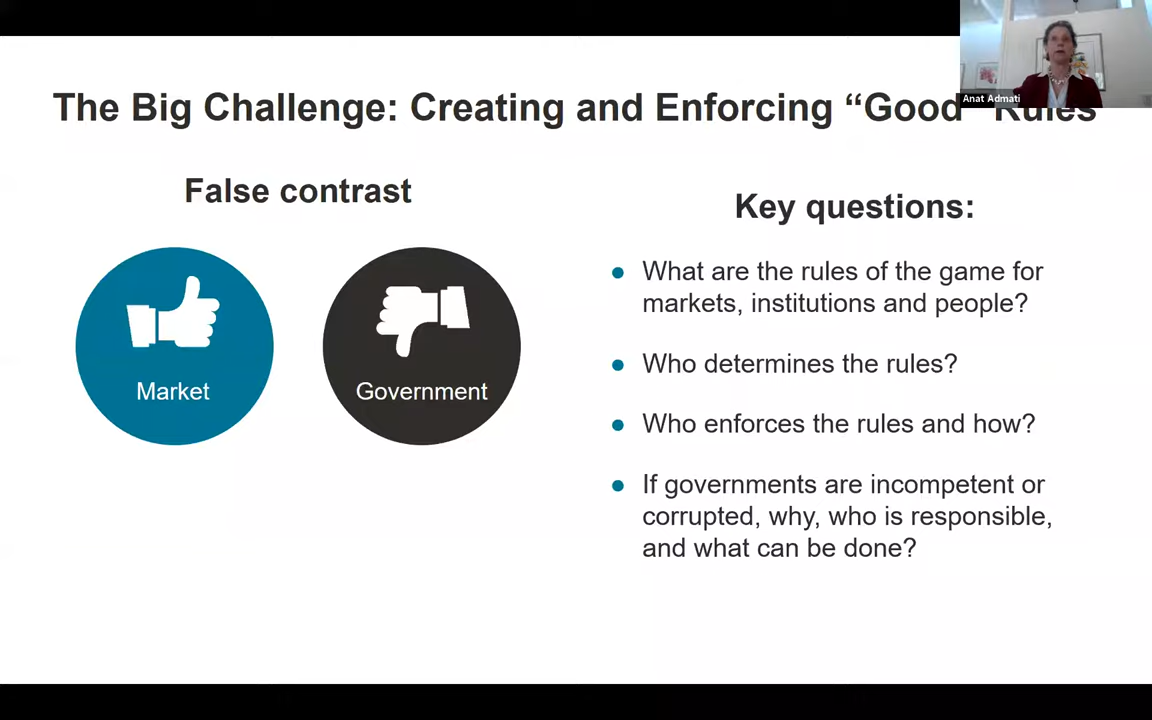 The Big Challenge: Creating and Enforcing “Good” Rules
Anat Admati
False contrast
Market
Government
Key questions:
● What are the rules of the game for
markets, institutions and people?
● Who determines the rules?
● Who enforces the rules and how?
● If governments are incompetent or
corrupted, why, who is responsible,
and what can be done?